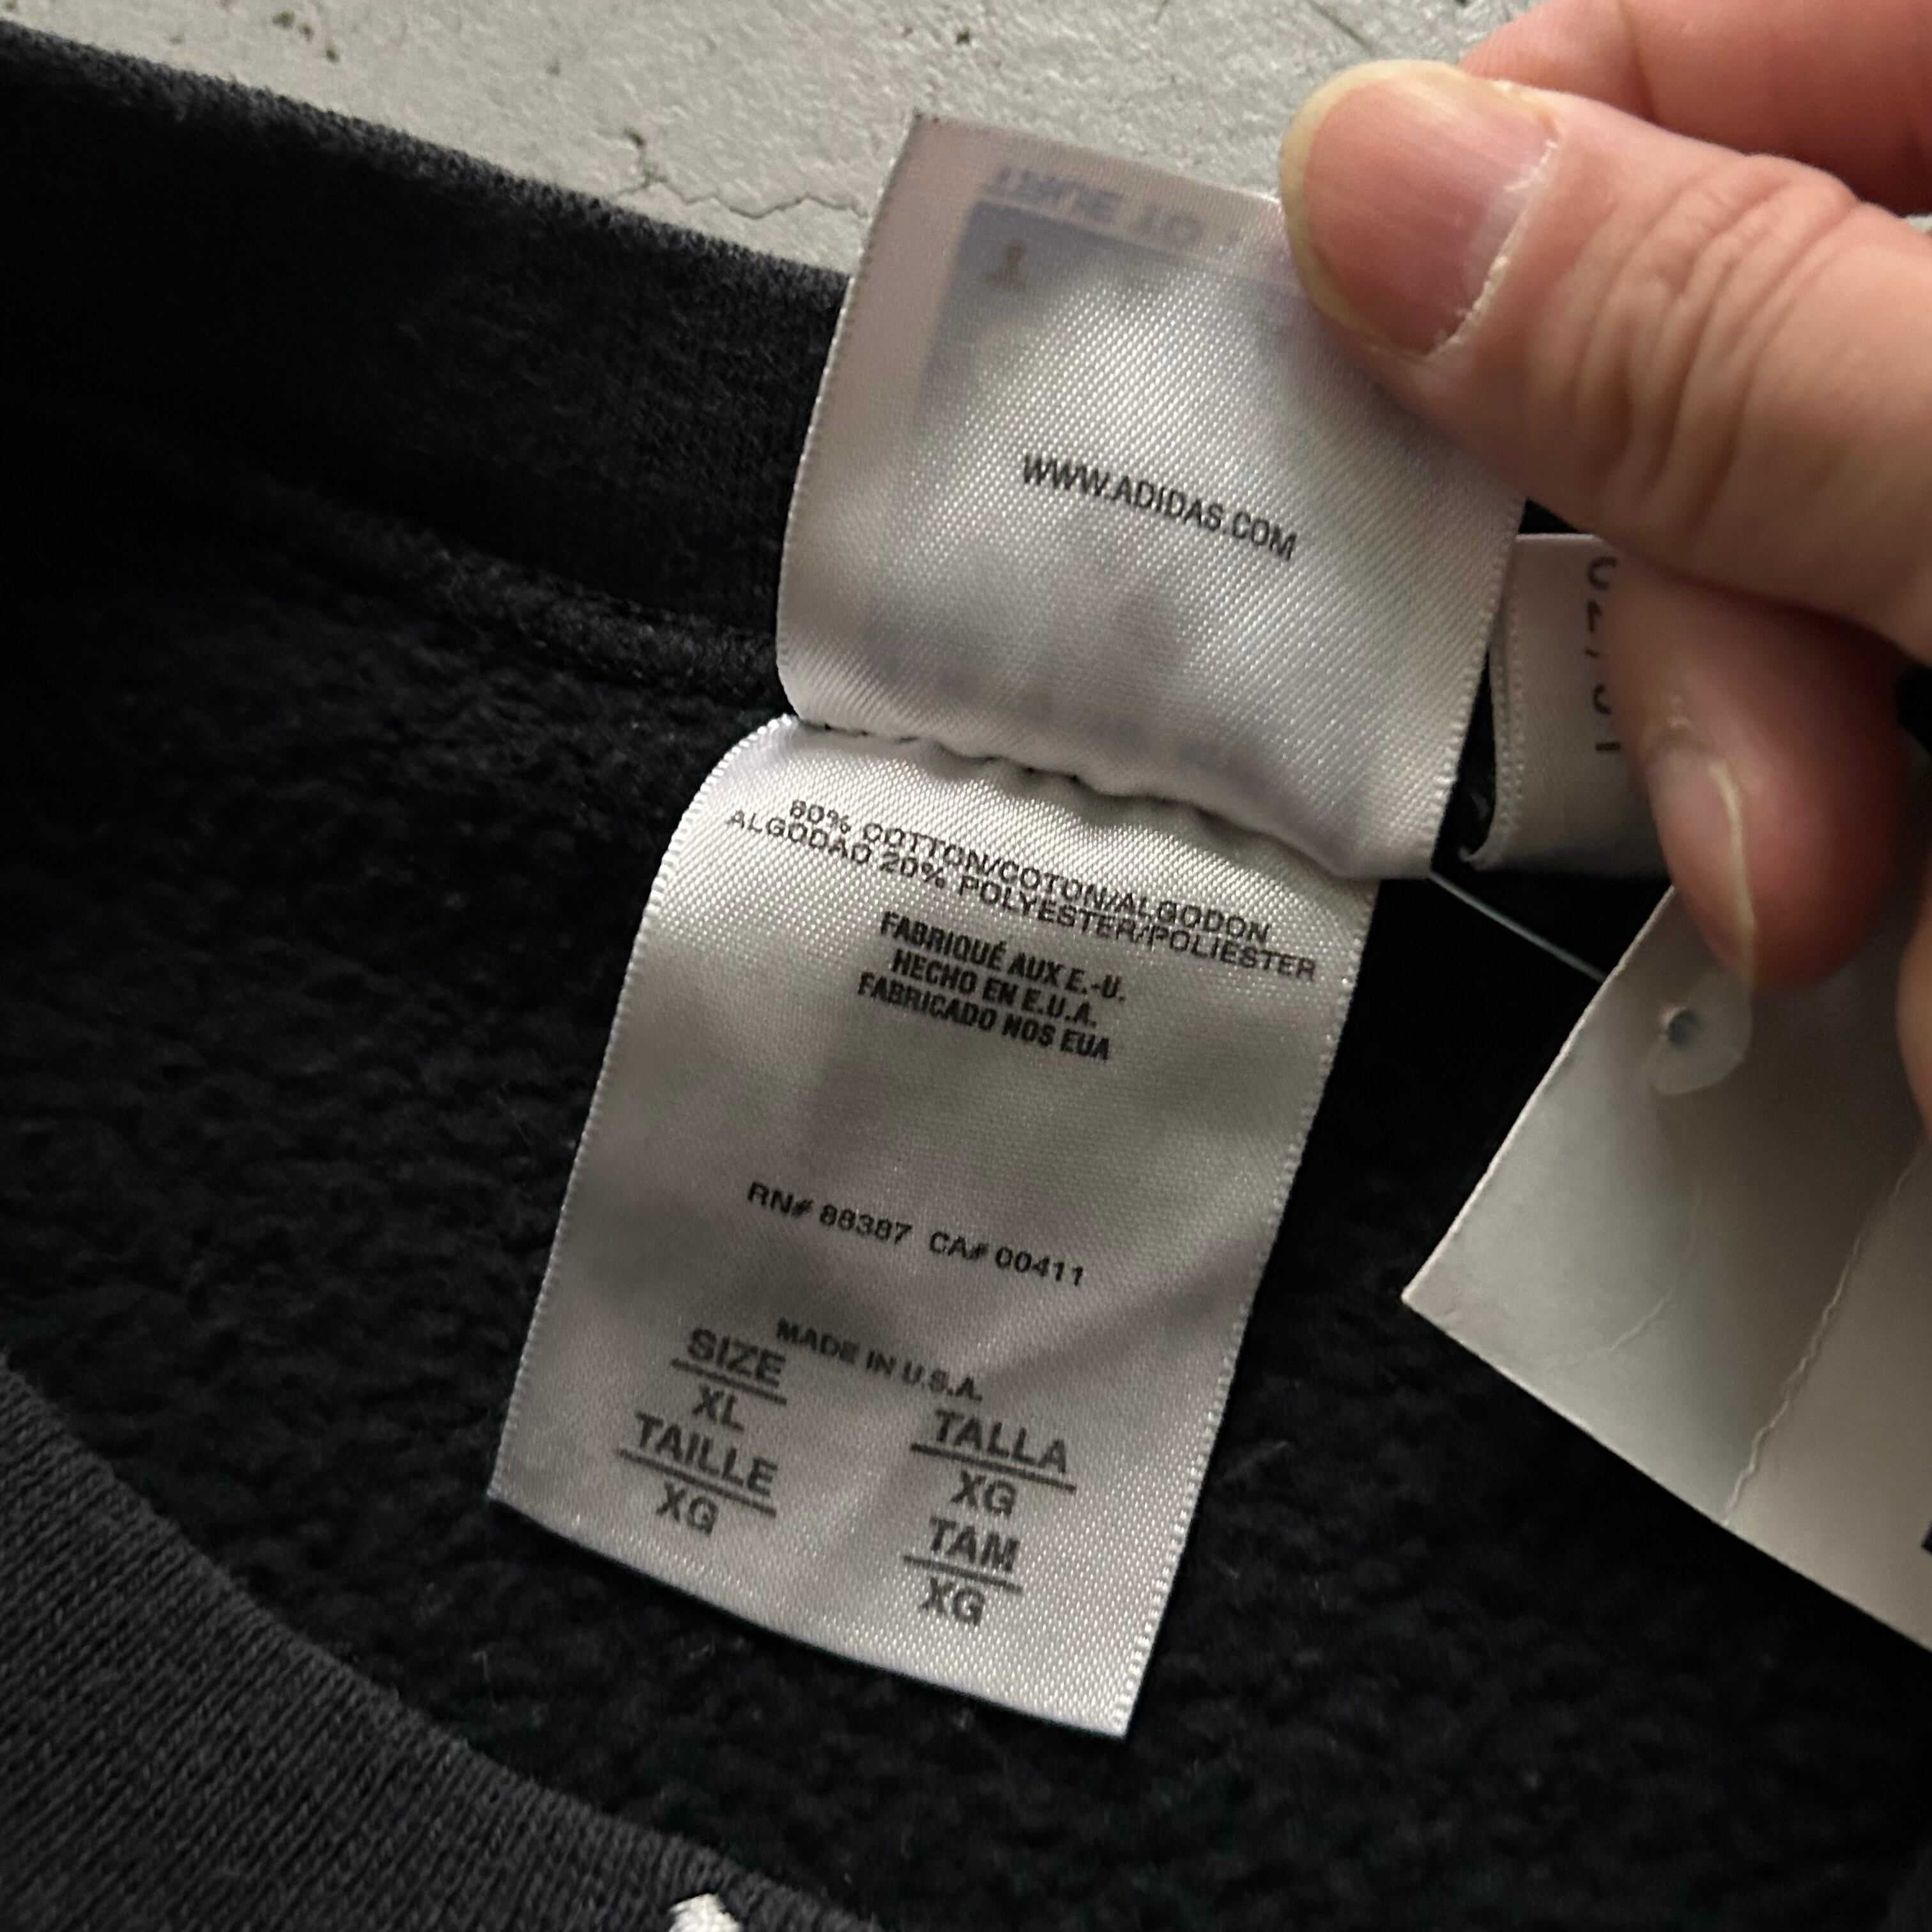 WWW.ADIDAS.COM
80% COTTON/COTON/ALGODON
ALGODAO 20% POLYESTER/POLIESTER
FABRIQUÉ AUX E.-U.
HECHO EN E.U.A.
FABRICADO NOS EUA
RN# 88387 CA# 00411
MADE IN U.S.A.
SIZE
XL
TAILLE
XG
TALLA
XG
TAM
XG